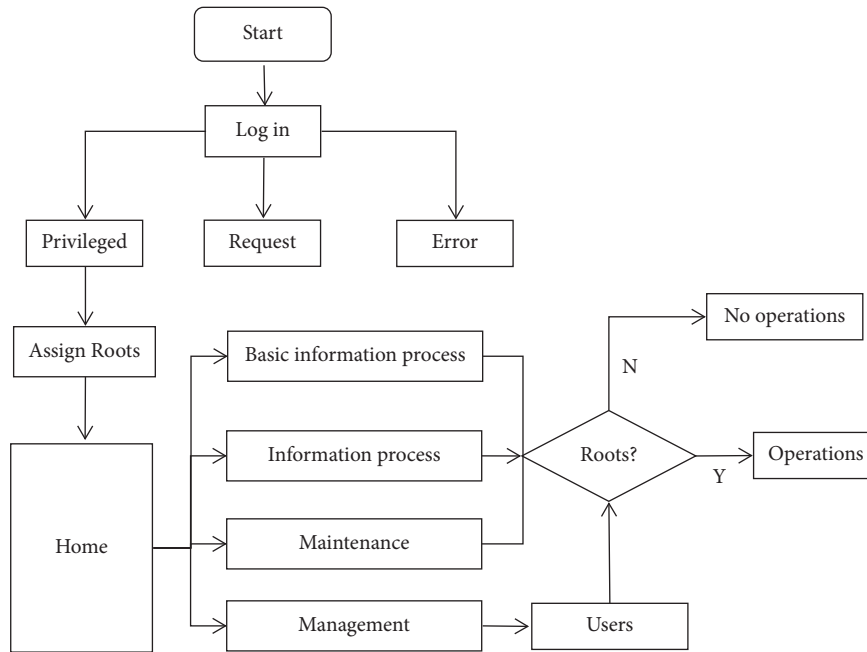 Start
Log in
Privileged
Request
Error
Assign Roots
Basic information process
No operations
N
Information process
Roots?
Y
Operations
Home
Maintenance
Management
Users